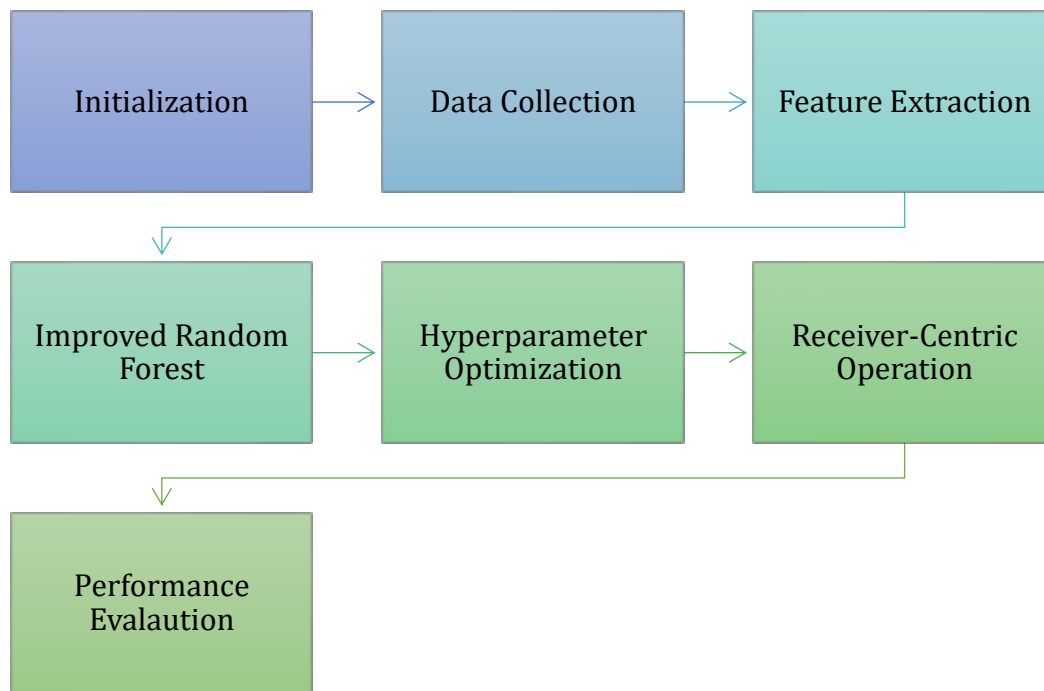 Initialization
Data Collection
Feature Extraction
Improved Random
Forest
Hyperparameter
Optimization
Receiver-Centric
Operation
Performance
Evalaution